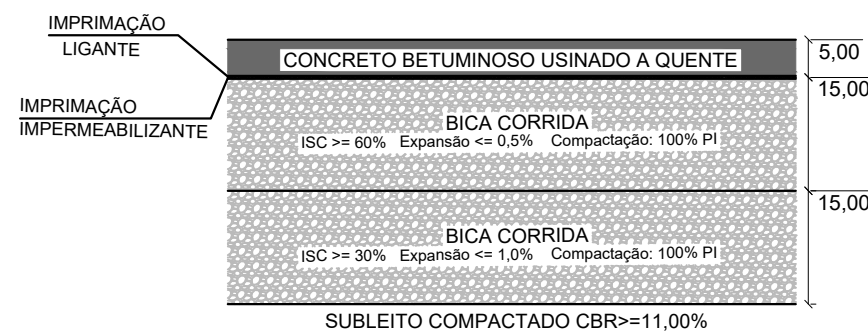 IMPRIMAÇÃO
LIGANTE
CONCRETO BETUMINOSO USINADO A QUENTE
5,00
15,00
IMPRIMAÇÃO
IMPERMEABILIZANTE
BICA CORRIDA
ISC >= 60% Expansão <= 0,5% Compactação: 100% PI
15,00
BICA CORRIDA
ISC >= 30% Expansão <= 1,0% Compactação: 100% PI
SUBLEITO COMPACTADO CBR>=11,00%